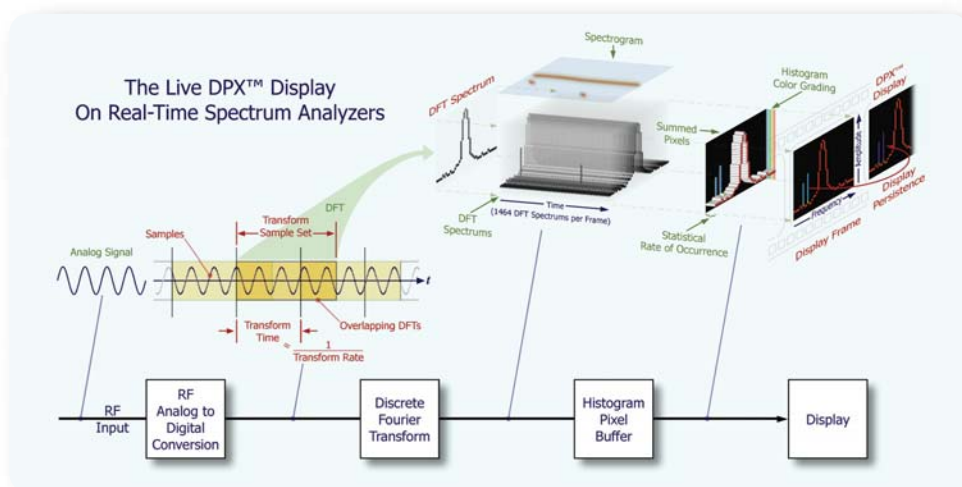 The Live DPX™ Display
On Real-Time Spectrum Analyzers
Spectrogram
DFT Spectrum
Histogram
Color Grading
DPX™
Display
Summed
Pixels
Amplitude
Frequency
Display
Persistence
Display Frame
Time
(1464 DFT Spectrums per Frame)
DFT
Spectrums
Statistical
Rate of Occurrence
DFT
Transform
Sample Set
Samples
Analog Signal
t
Overlapping DFTs
Transform
Time
≈
1
Transform Rate
RF
Input
RF
Analog to
Digital
Conversion
Discrete
Fourier
Transform
Histogram
Pixel
Buffer
Display